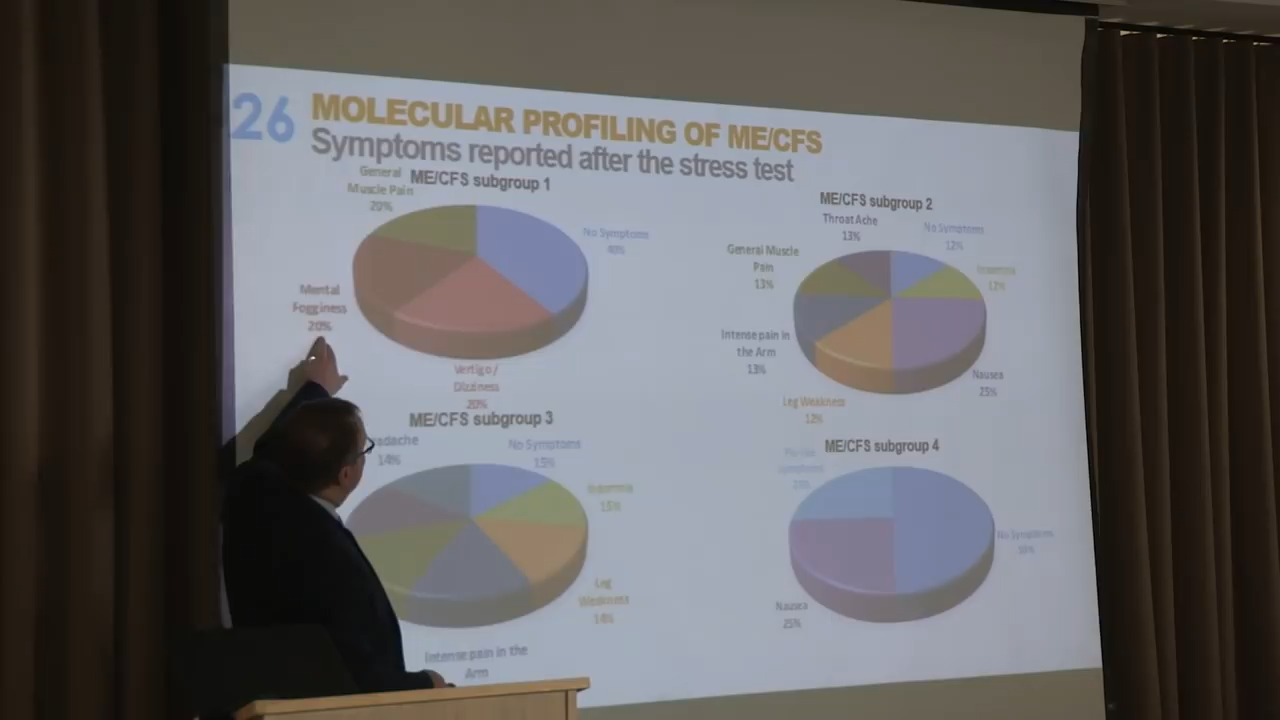 26
MOLECULAR PROFILING OF ME/CFS
Symptoms reported after the stress test
ME/CFS subgroup 1
General
Muscle Pain
20%
No Symptoms
40%
Mental
Fogginess
20%
Vertigo /
Dizziness
20%
ME/CFS subgroup 2
Throat Ache
13%
No Symptoms
12%
General Muscle
Pain
13%
Insomnia
12%
Intense pain in
the Arm
13%
Nausea
25%
Leg Weakness
12%
ME/CFS subgroup 3
adache
14%
No Symptoms
15%
Insomnia
15%
Leg
Weakness
14%
Intense pain in the
Arm
ME/CFS subgroup 4
No Symptoms
50%
Nausea
25%